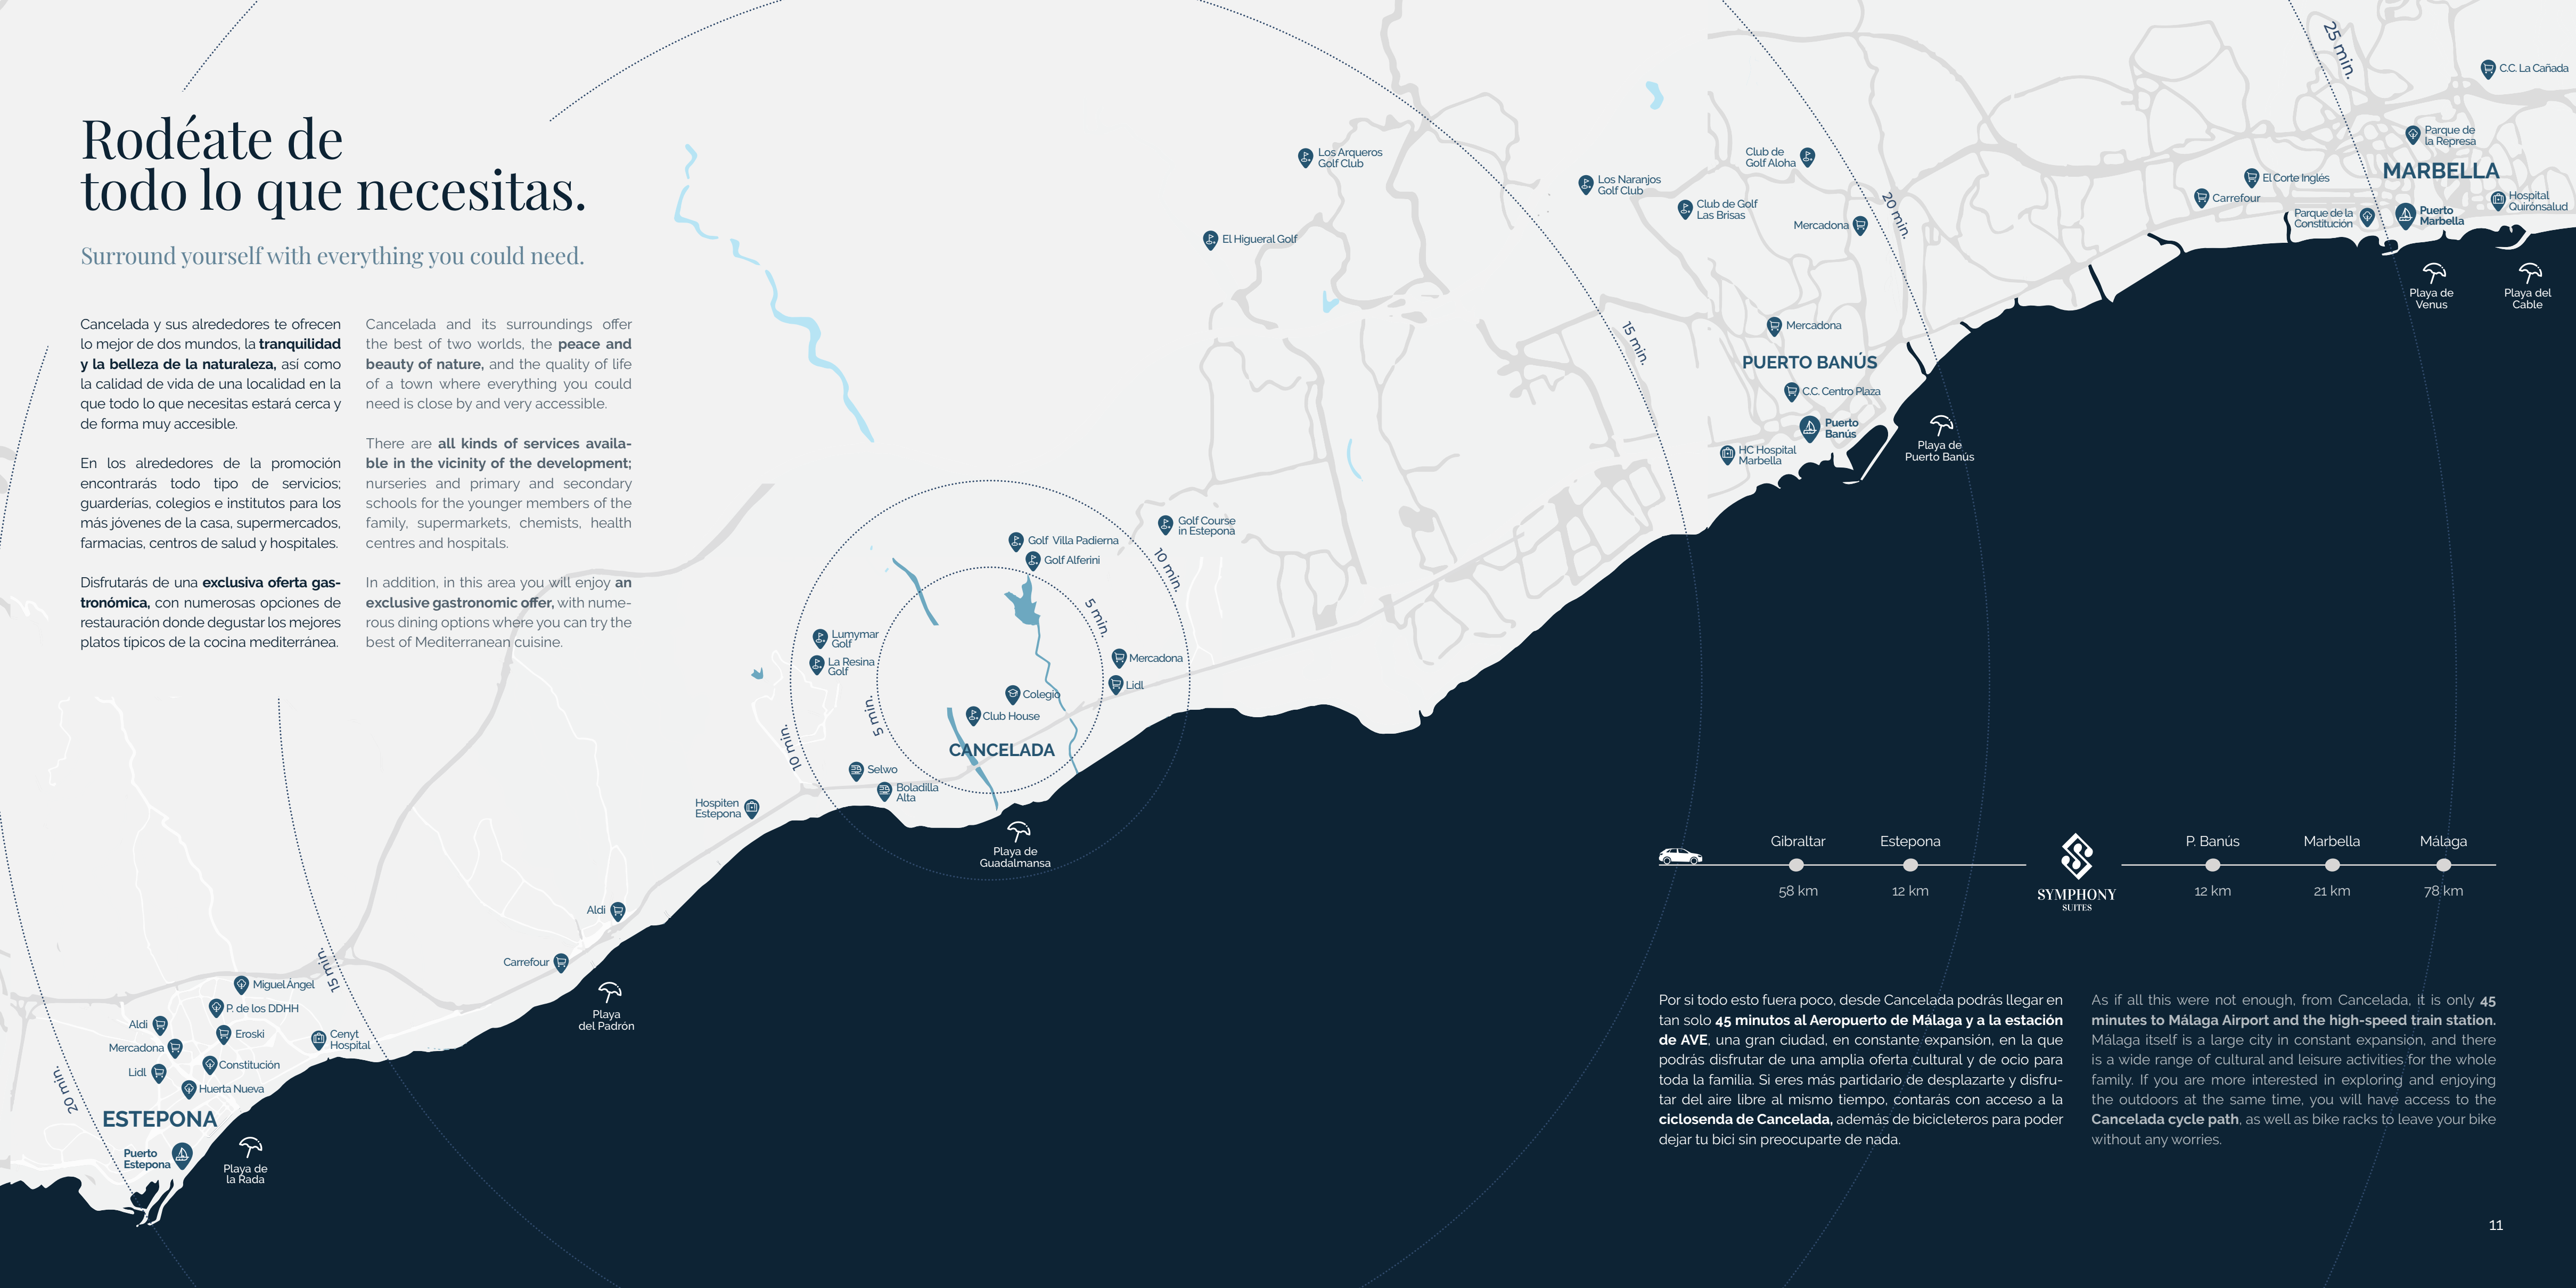 Rodéate de
todo lo que necesitas.
Surround yourself with everything you could need.
Cancelada y sus alrededores te ofrecen
lo mejor de dos mundos, la tranquilidad
y la belleza de la naturaleza, así como
la calidad de vida de una localidad en la
que todo lo que necesitas estará cerca y
de forma muy accesible.
En los alrededores de la promoción
encontrarás todo tipo de servicios;
guarderías, colegios e institutos para los
más jóvenes de la casa, supermercados,
farmacias, centros de salud y hospitales.
Disfrutarás de una exclusiva oferta gas-
tronómica, con numerosas opciones de
restauración donde degustar los mejores
platos típicos de la cocina mediterránea.
Cancelada and its surroundings offer
the best of two worlds, the peace and
beauty of nature, and the quality of life
of a town where everything you could
need is close by and very accessible.
There are all kinds of services availa-
ble in the vicinity of the development;
nurseries and primary and secondary
schools for the younger members of the
family, supermarkets, chemists, health
centres and hospitals.
In addition, in this area you will enjoy an
exclusive gastronomic offer, with nume-
rous dining options where you can try the
best of Mediterranean cuisine.
25 min.
C.C. La Cañada
Parque de
la Represa
MARBELLA
El Corte Inglés
Carrefour
Hospital
Quirónsalud
Parque de la
Constitución
Puerto
Marbella
Playa de
Venus
Playa del
Cable
Los Arqueros
Golf Club
El Higueral Golf
Los Naranjos
Golf Club
Club de
Golf Aloha
Club de Golf
Las Brisas
Mercadona
20 min.
15 min.
Mercadona
PUERTO BANÚS
C.C. Centro Plaza
Puerto
Banús
HC Hospital
Marbella
Playa de
Puerto Banús
Golf Course
in Estepona
Golf Villa Padierna
Golf Alferini
10 min.
5 min.
Lumymar
Golf
La Resina
Golf
Mercadona
Lidl
Colegio
Club House
5 min.
10 min.
CANCELADA
Selwo
Boladilla
Alta
Hospiten
Estepona
Playa de
Guadalmansa
Aldi
Carrefour
Playa
del Padrón
15 min.
Miguel Ángel
P. de los DDHH
Aldi
Eroski
Cenyt
Hospital
Mercadona
Constitución
Lidl
Huerta Nueva
20 min.
ESTEPONA
Puerto
Estepona
Playa de
la Rada
Gibraltar
Estepona
P. Banús
Marbella
Málaga
58 km
12 km
SYMPHONY
SUITES
12 km
21 km
78 km
Por si todo esto fuera poco, desde Cancelada podrás llegar en
tan solo 45 minutos al Aeropuerto de Málaga y a la estación
de AVE, una gran ciudad, en constante expansión, en la que
podrás disfrutar de una amplia oferta cultural y de ocio para
toda la familia. Si eres más partidario de desplazarte y disfru-
tar del aire libre al mismo tiempo, contarás con acceso a la
ciclosenda de Cancelada, además de bicicleteros para poder
dejar tu bici sin preocuparte de nada.
As if all this were not enough, from Cancelada, it is only 45
minutes to Málaga Airport and the high-speed train station.
Málaga itself is a large city in constant expansion, and there
is a wide range of cultural and leisure activities for the whole
family. If you are more interested in exploring and enjoying
the outdoors at the same time, you will have access to the
Cancelada cycle path, as well as bike racks to leave your bike
without any worries.
11